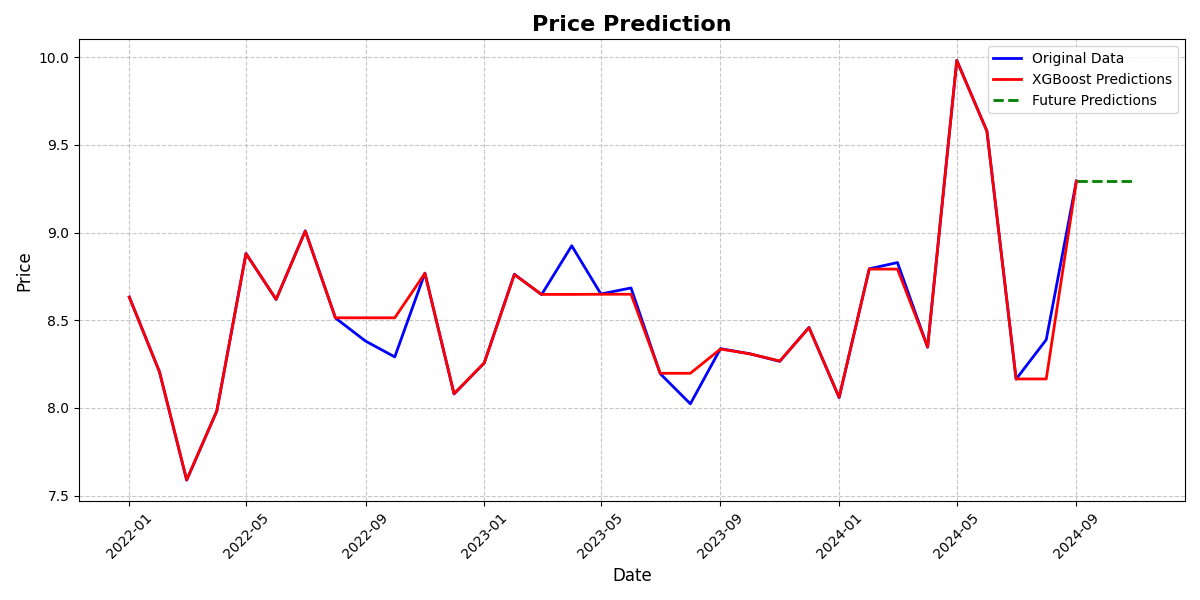 Price Prediction
Original Data
XGBoost Predictions
Future Predictions
Price
10.0
9.5
9.0
8.5
8.0
7.5
2022-01
2022-05
2022-09
2023-01
2023-05
2023-09
2024-01
2024-05
2024-09
Date